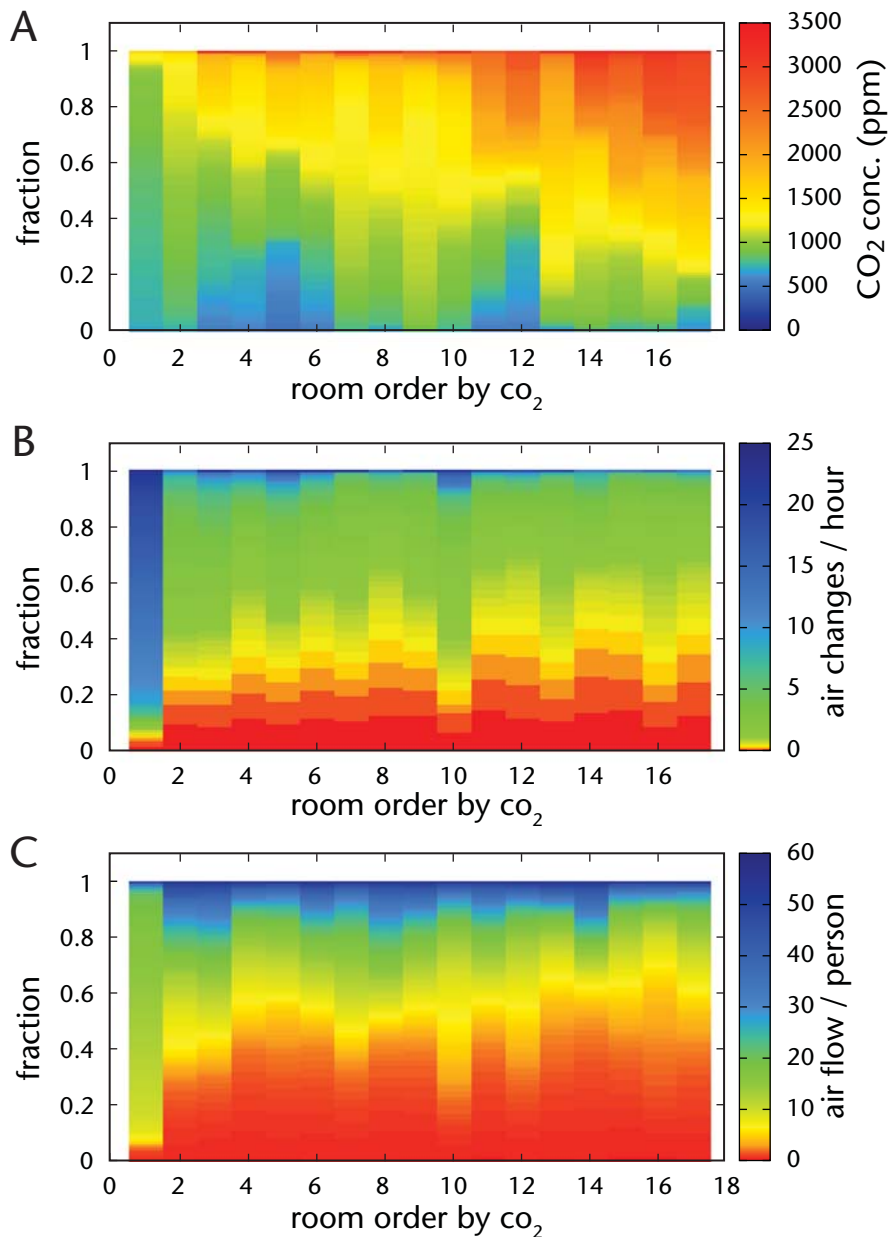 A
1
0.8
0.6
0.4
0.2
0
fraction
0 2 4 6 8 10 12 14 16
room order by co2
3500
3000
2500
2000
1500
1000
500
0
CO2 conc. (ppm)
B
1
0.8
0.6
0.4
0.2
0
fraction
0 2 4 6 8 10 12 14 16
room order by co2
25
20
15
10
5
0
air changes / hour
C
1
0.8
0.6
0.4
0.2
0
fraction
0 2 4 6 8 10 12 14 16 18
room order by co2
60
50
40
30
20
10
0
air flow / person